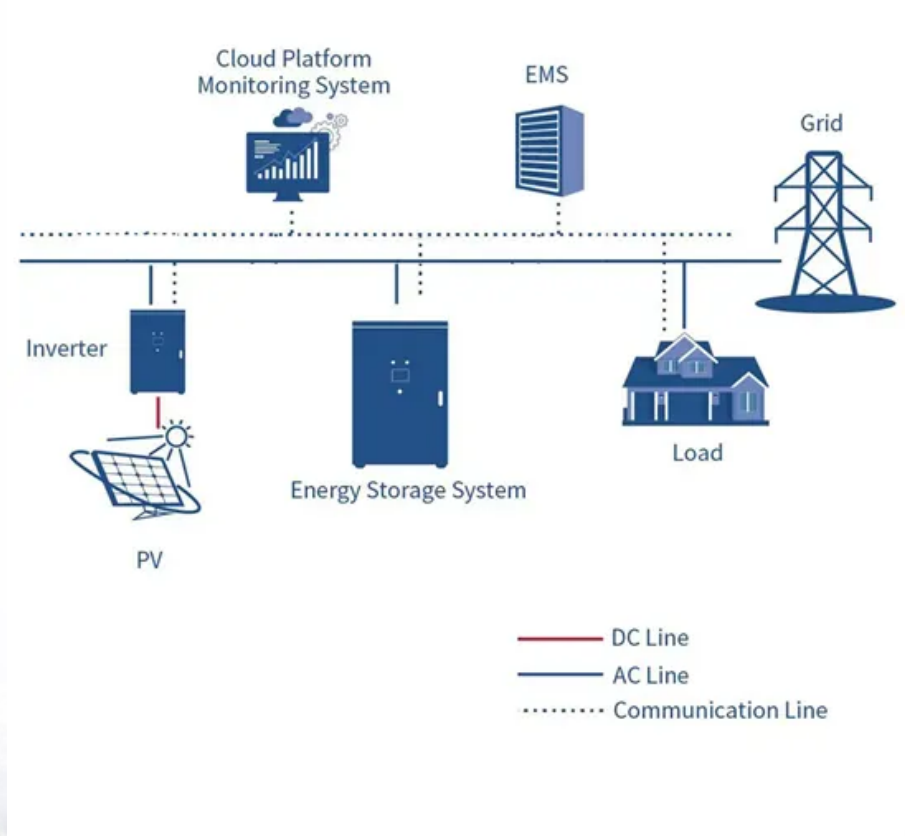 Cloud Platform
Monitoring System
EMS
Grid
Inverter
Load
Energy Storage System
PV
DC Line
AC Line
Communication Line